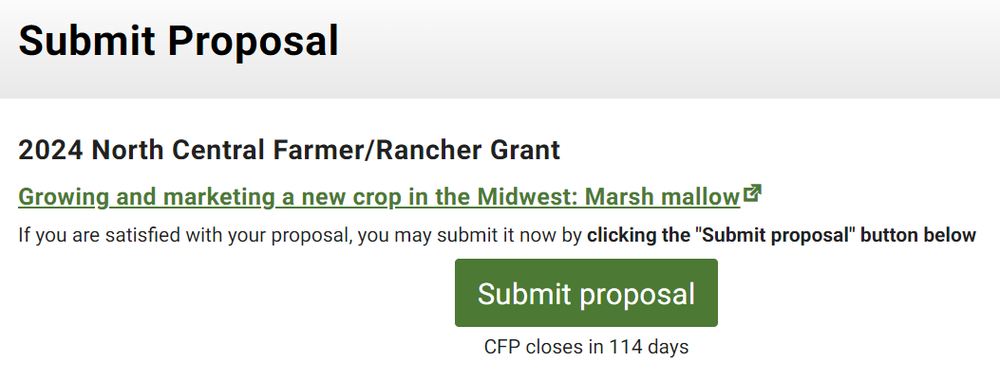 Submit Proposal
2024 North Central Farmer/Rancher Grant
Growing and marketing a new crop in the Midwest: Marsh mallow
If you are satisfied with your proposal, you may submit it now by clicking the "Submit proposal" button below
Submit proposal
CFP closes in 114 days